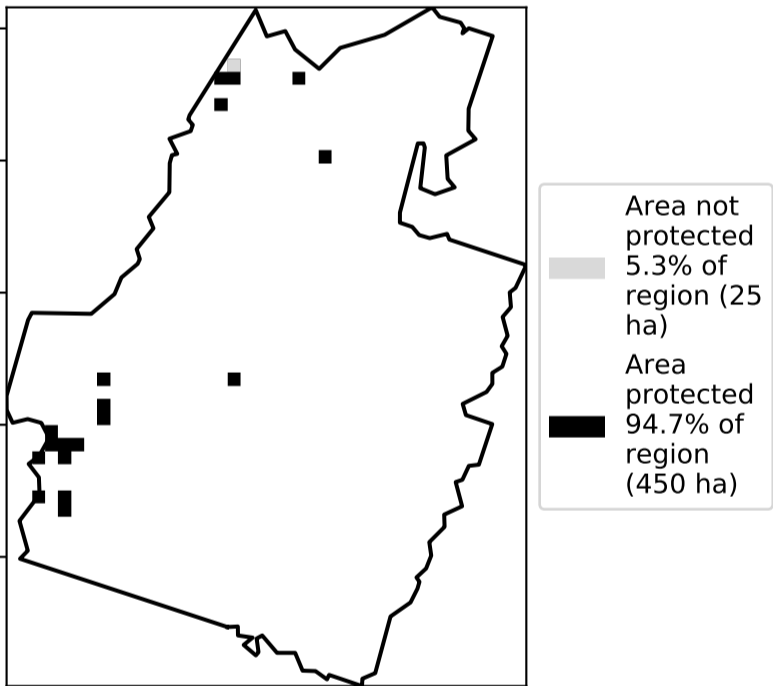 Area not
protected
5.3% of
region (25
ha)
Area
protected
94.7% of
region
(450 ha)